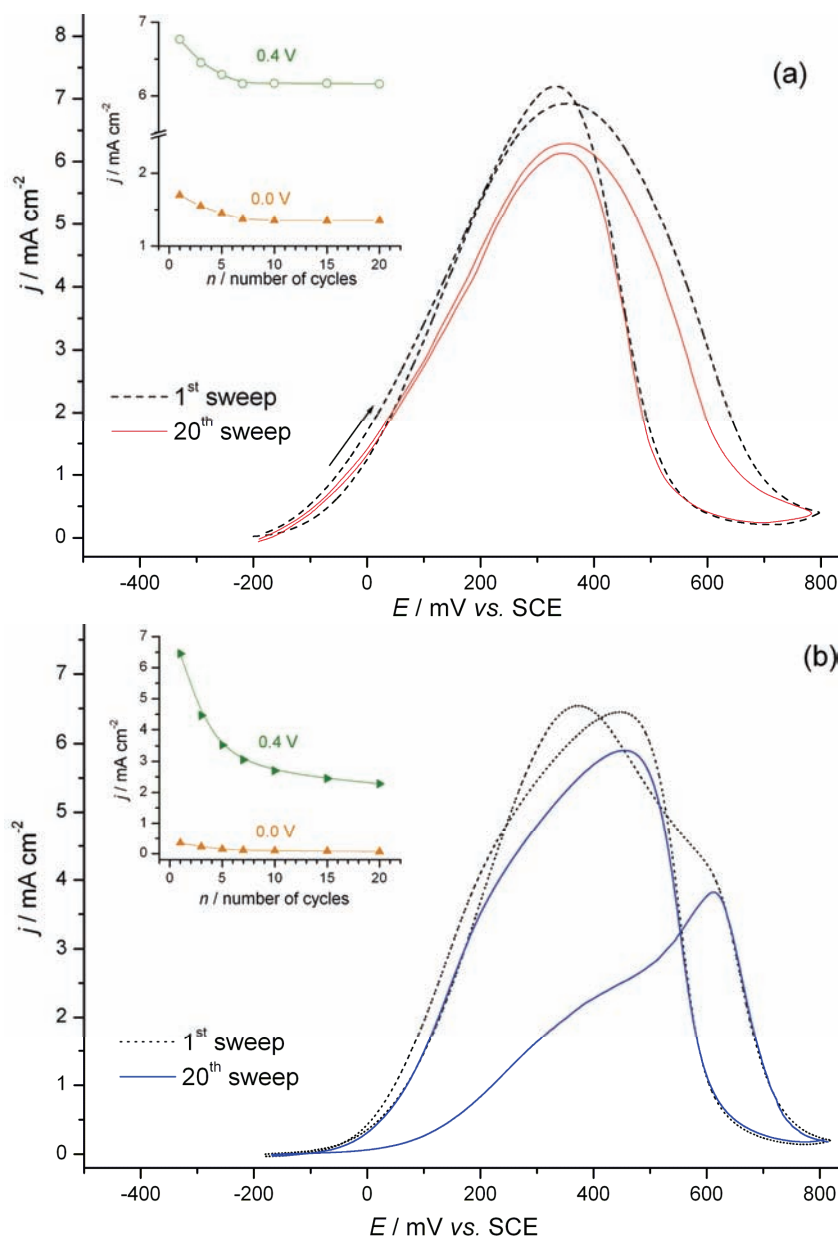 (a)
j / mA cm⁻²
8
7
6
5
4
3
2
1
0
-400 -200 0 200 400 600 800
E / mV vs. SCE
1ˢᵗ sweep
20ᵗʰ sweep
j / mA cm⁻²
7
6
2
1
0.4 V
0.0 V
0 5 10 15 20
n / number of cycles
(b)
j / mA cm⁻²
7
6
5
4
3
2
1
0
-400 -200 0 200 400 600 800
E / mV vs. SCE
1ˢᵗ sweep
20ᵗʰ sweep
j / mA cm⁻²
7
6
5
4
3
2
1
0
0.4 V
0.0 V
0 5 10 15 20
n / number of cycles